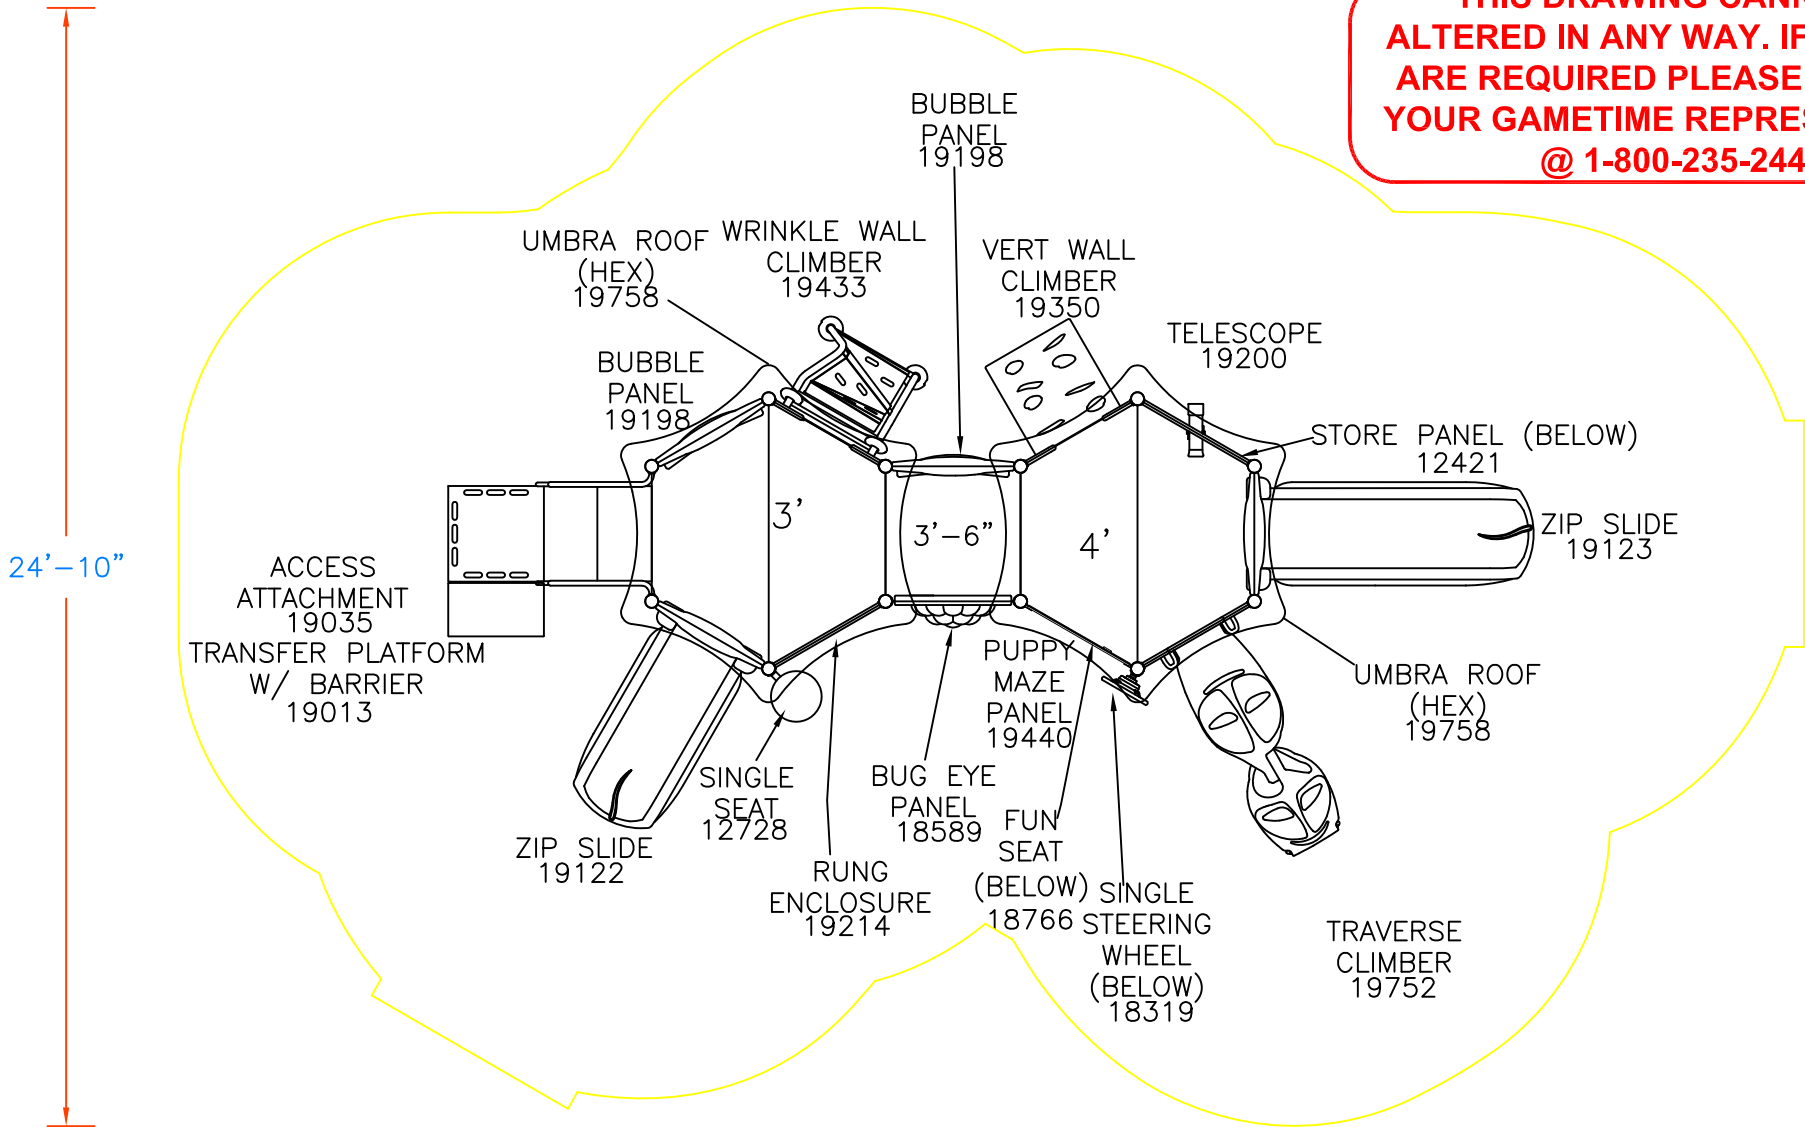 THIS DRAWING
ALTERED IN ANY WAY. IF
ARE REQUIRED PLEASE
YOUR GAMETIME
@ 1-800-235-244
BUBBLE
PANEL
19198
UMBRA ROOF
(HEX)
19758
WRINKLE WALL
CLIMBER
19433
VERT WALL
CLIMBER
19350
TELESCOPE
19200
BUBBLE
PANEL
19198
STORE PANEL (BELOW)
12421
3'
3'-6"
4'
ZIP SLIDE
19123
24'-10"
ACCESS
ATTACHMENT
19035
TRANSFER PLATFORM
W/ BARRIER
19013
PUPPY
MAZE
PANEL
19440
UMBRA ROOF
(HEX)
19758
SINGLE
SEAT
12728
BUG EYE
PANEL
18589
ZIP SLIDE
19122
FUN
SEAT
(BELOW)
18766
RUNG
ENCLOSURE
19214
SINGLE
STEERING
WHEEL
(BELOW)
18319
TRAVERSE
CLIMBER
19752